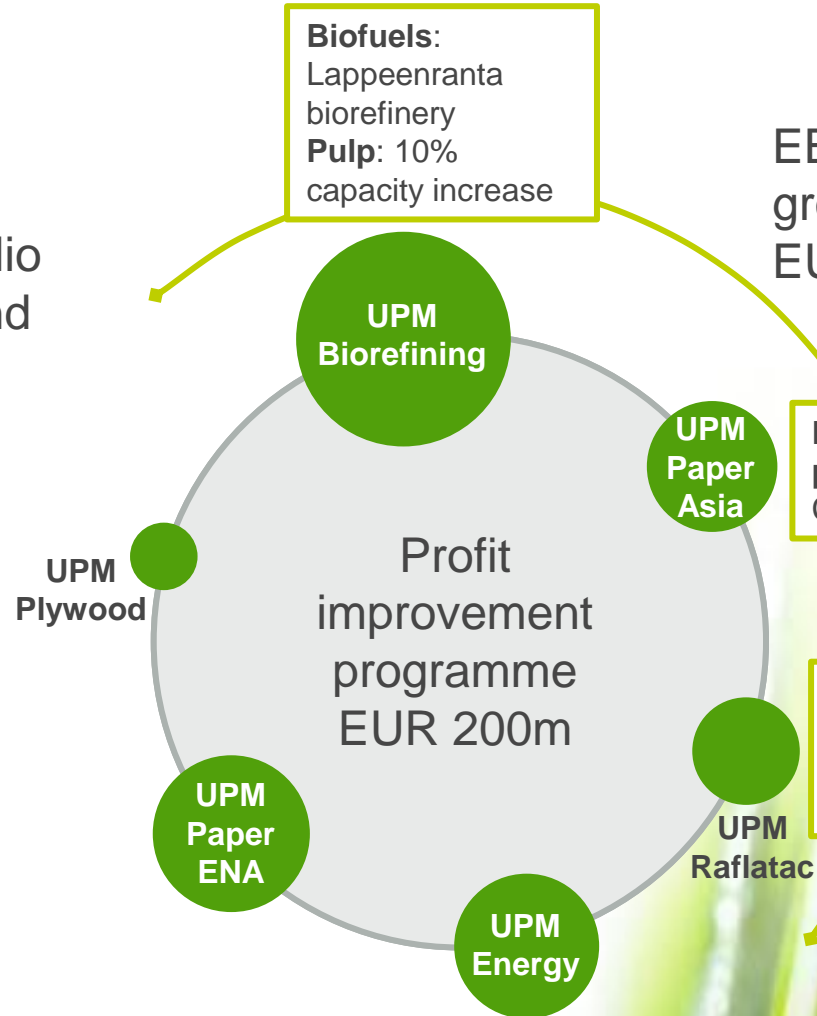 Biofuels:
Lappeenranta
biorefinery
Pulp: 10%
capacity increase
UPM
Biorefining
UPM
Paper
Asia
UPM
Plywood
Profit
improvement
programme
EUR 200m
UPM
Raflatac
UPM
Paper
ENA
UPM
Energy